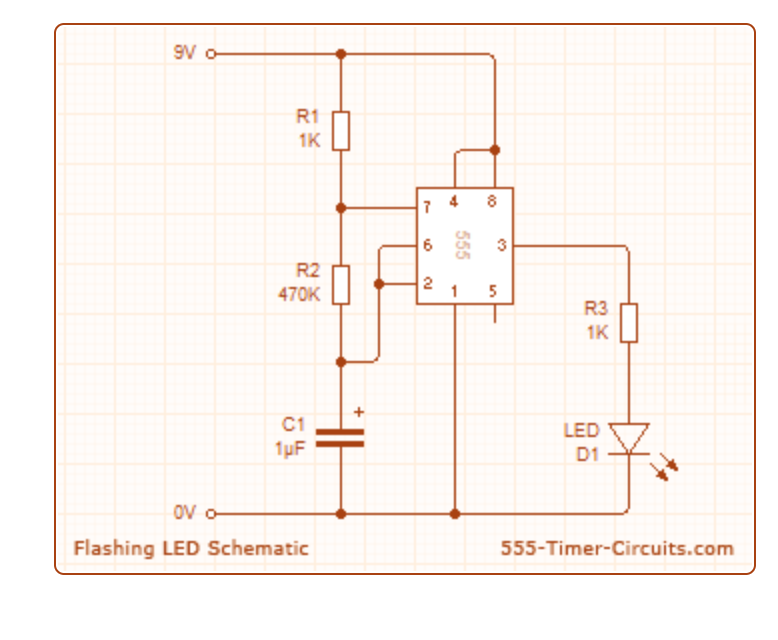 9V
R1
1K
7
4
8
6
555
3
2
1
5
R2
470K
R3
1K
+
C1
1µF
LED
D1
0V
Flashing LED Schematic
555-Timer-Circuits.com